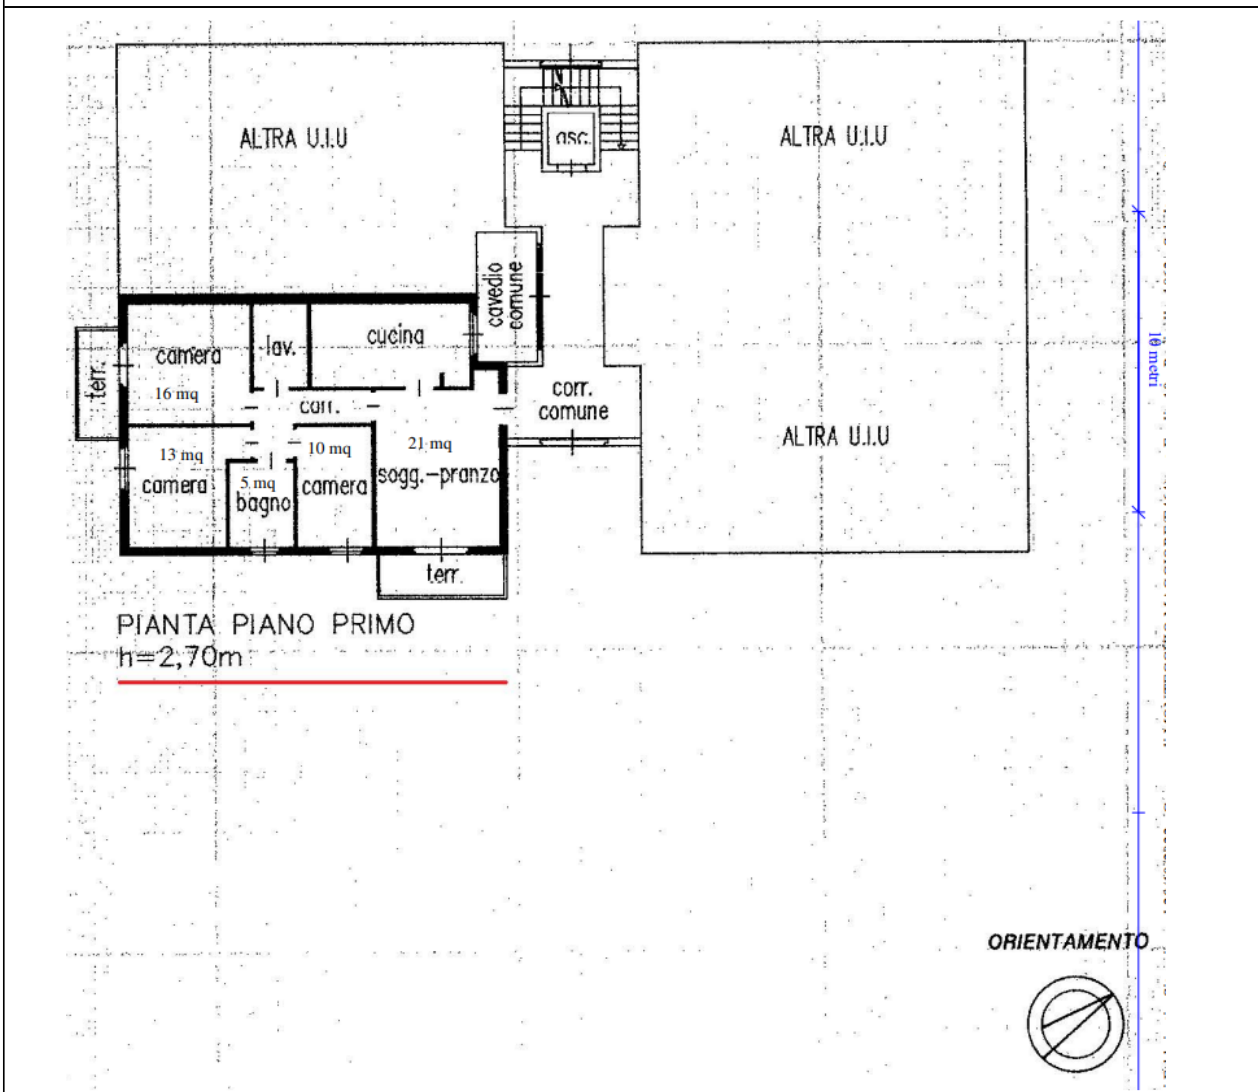 ALTRA U.I.U
asc.
ALTRA U.I.U
cavedio
comune
10 metri
camera
16 mq
lav.
cucina
terr.
corr.
corr.
comune
ALTRA U.I.U
13 mq
camera
5 mq
bagno
10 mq
camera
21 mq
sogg.-pranzo
terr.
PIANTA PIANO PRIMO
h=2,70m
ORIENTAMENTO